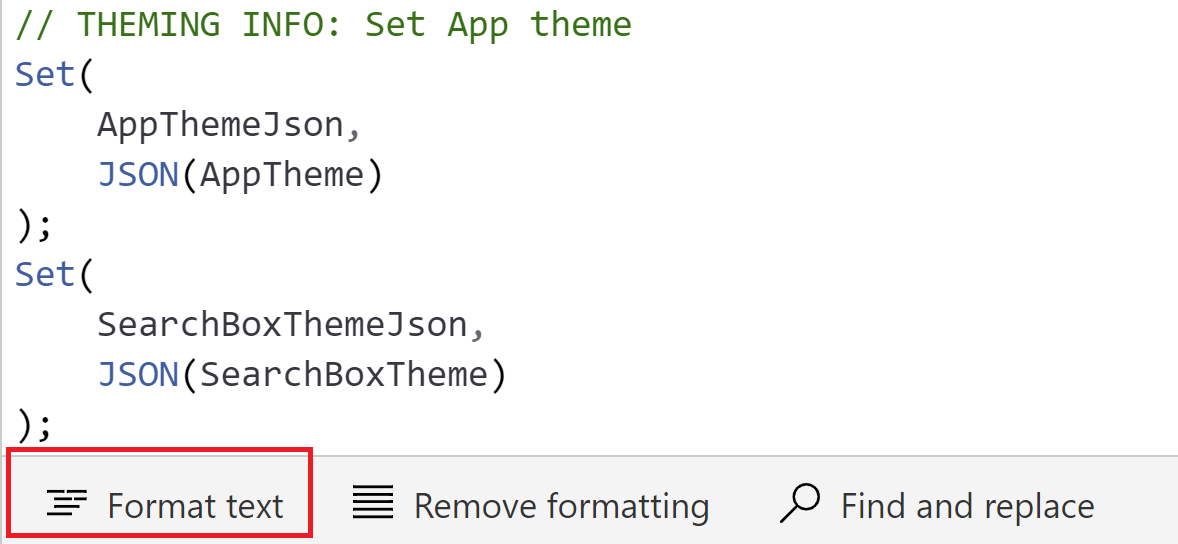 // THEMING INFO: Set App theme
Set(
    AppThemeJson,
    JSON(AppTheme)
);
Set(
    SearchBoxThemeJson,
    JSON(SearchBoxTheme)
);
Format text Remove formatting Find and replace